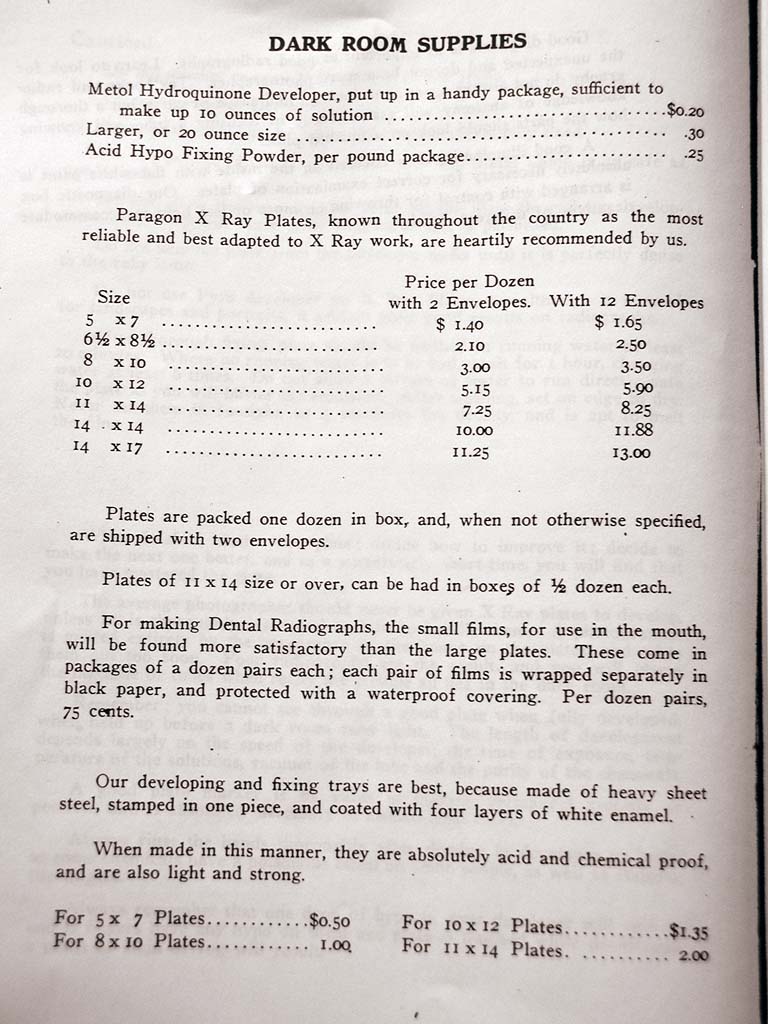 DARK ROOM SUPPLIES
Metol Hydroquinone Developer, put up in a handy package, sufficient to
make up 10 ounces of solution ................................$0.20
Larger, or 20 ounce size ........................................... .30
Acid Hypo Fixing Powder, per pound package....................... .25
Paragon X Ray Plates, known throughout the country as the most
reliable and best adapted to X Ray work, are heartily recommended by us.
Price per Dozen
Size with 2 Envelopes. With 12 Envelopes
5 x 7 ........................... $ 1.40 $ 1.65
6½ x 8½ ........................... 2.10 2.50
8 x 10 ........................... 3.00 3.50
10 x 12 ........................... 5.15 5.90
11 x 14 ........................... 7.25 8.25
14 x 14 ........................... 10.00 11.88
14 x 17 ........................... 11.25 13.00
Plates are packed one dozen in box, and, when not otherwise specified,
are shipped with two envelopes.
Plates of 11 x 14 size or over, can be had in boxes of ½ dozen each.
For making Dental Radiographs, the small films, for use in the mouth,
will be found more satisfactory than the large plates. These come in
packages of a dozen pairs each; each pair of films is wrapped separately in
black paper, and protected with a waterproof covering. Per dozen pairs,
75 cents.
Our developing and fixing trays are best, because made of heavy sheet
steel, stamped in one piece, and coated with four layers of white enamel.
When made in this manner, they are absolutely acid and chemical proof,
and are also light and strong.
For 5 x 7 Plates............$0.50 For 10 x 12 Plates............$1.35
For 8 x 10 Plates............ 1.00 For 11 x 14 Plates. .......... 2.00